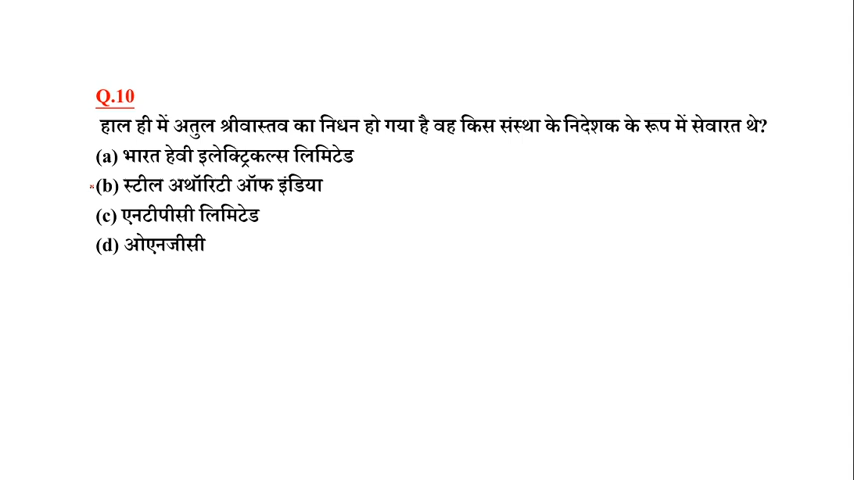 Q.10
हाल ही में अतुल श्रीवास्तव का निधन हो गया है वह किस संस्था के निदेशक के रूप में सेवारत थे?
(a) भारत हेवी इलेक्ट्रिकल्स लिमिटेड
(b) स्टील अथॉरिटी ऑफ इंडिया
(c) एनटीपीसी लिमिटेड
(d) ओएनजीसी